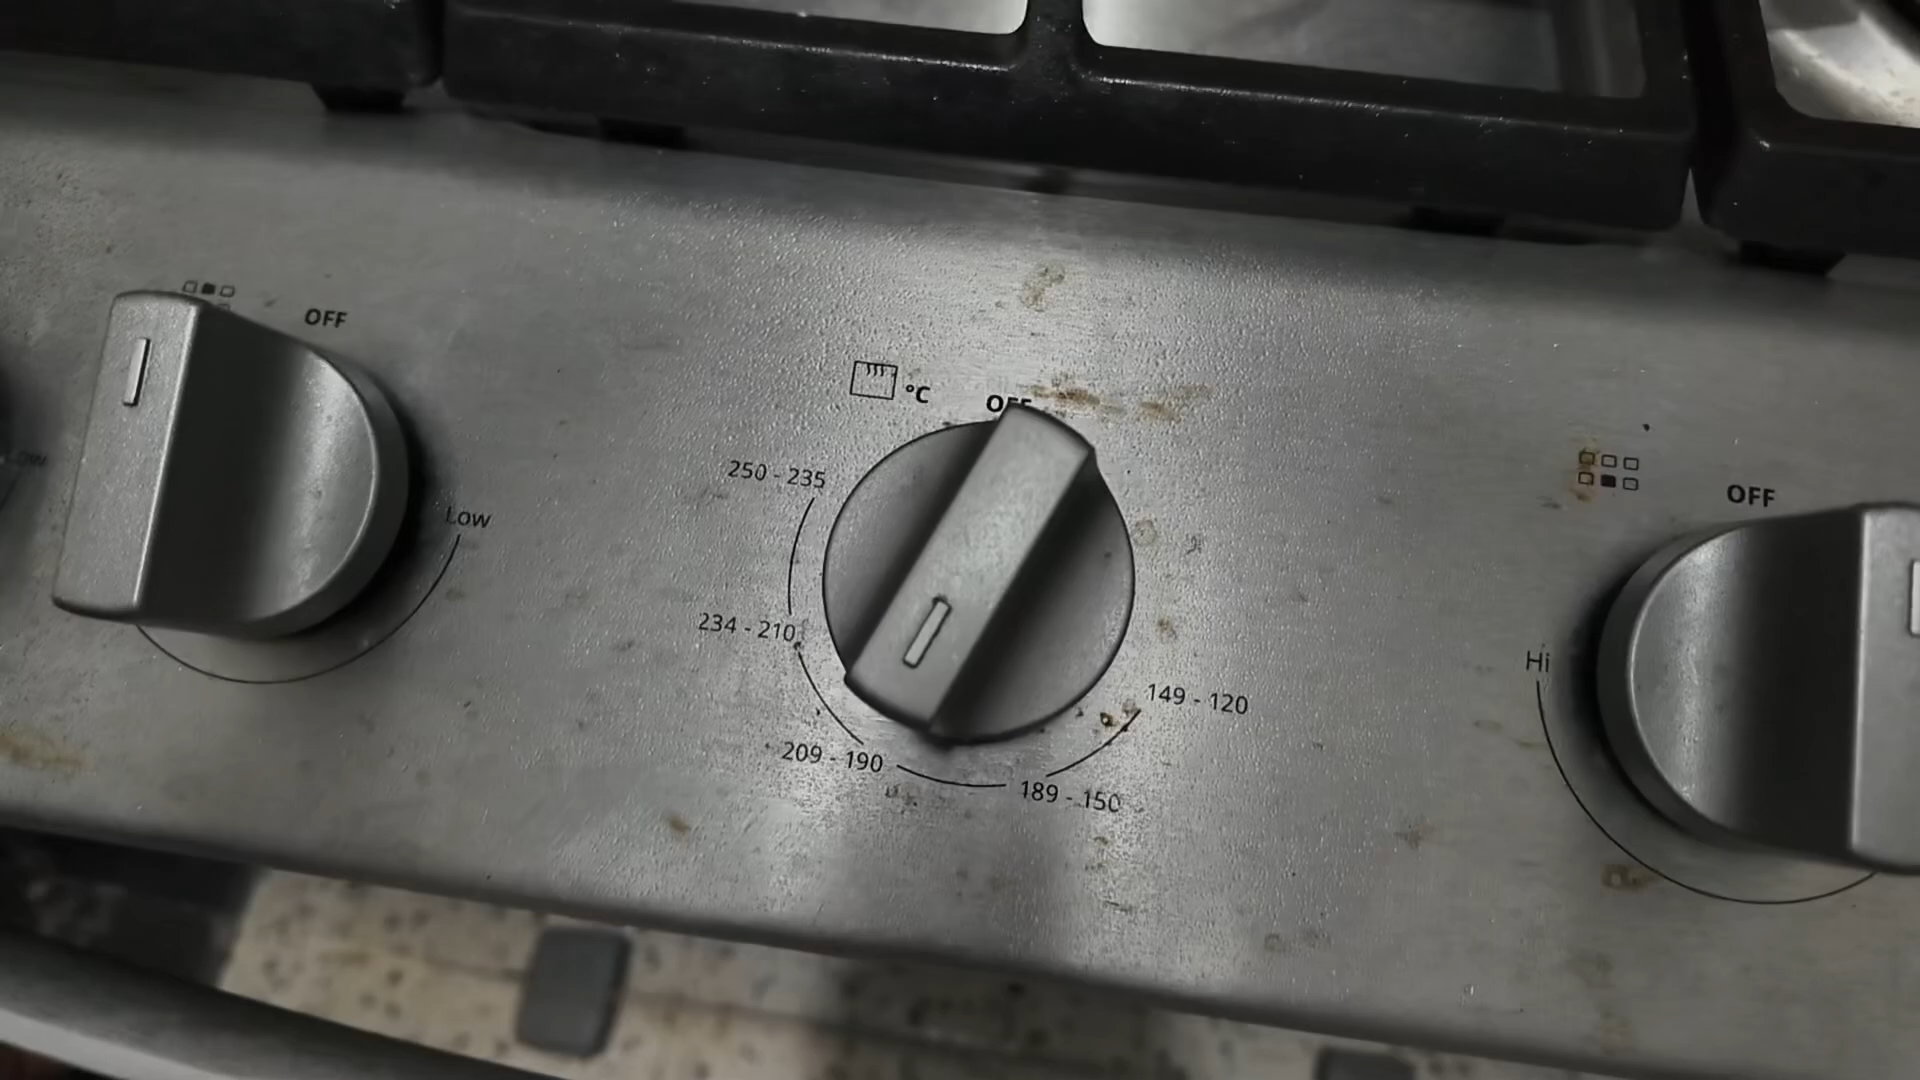 OFF
Low
°C
OFF
250 - 235
234 - 210
209 - 190
189 - 150
149 - 120
OFF
Hi